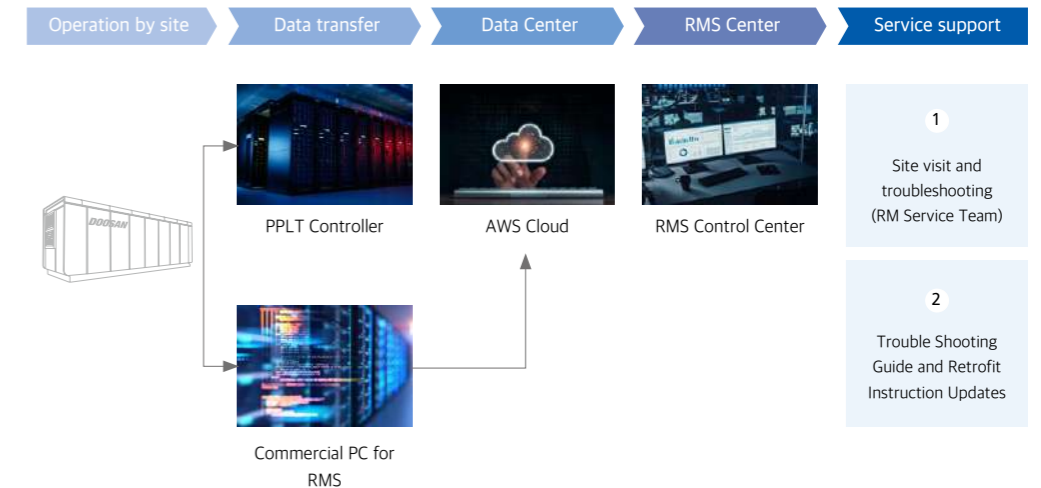 Operation by site
Data transfer
Data Center
RMS Center
Service support
DOOSAN
PPLT Controller
AWS Cloud
RMS Control Center
1
Site visit and
troubleshooting
(RM Service Team)
2
Trouble Shooting
Guide and Retrofit
Instruction Updates
Commercial PC for
RMS